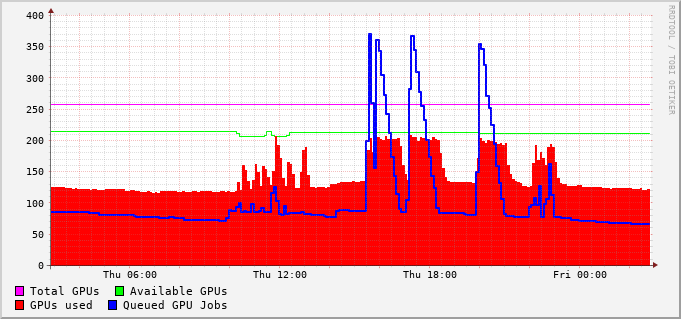 400
350
300
250
200
150
100
50
0
Thu 06:00 Thu 12:00 Thu 18:00 Fri 00:00
Total GPUs Available GPUs
GPUs used Queued GPU Jobs
RRDTOOL / TOBI OETIKER